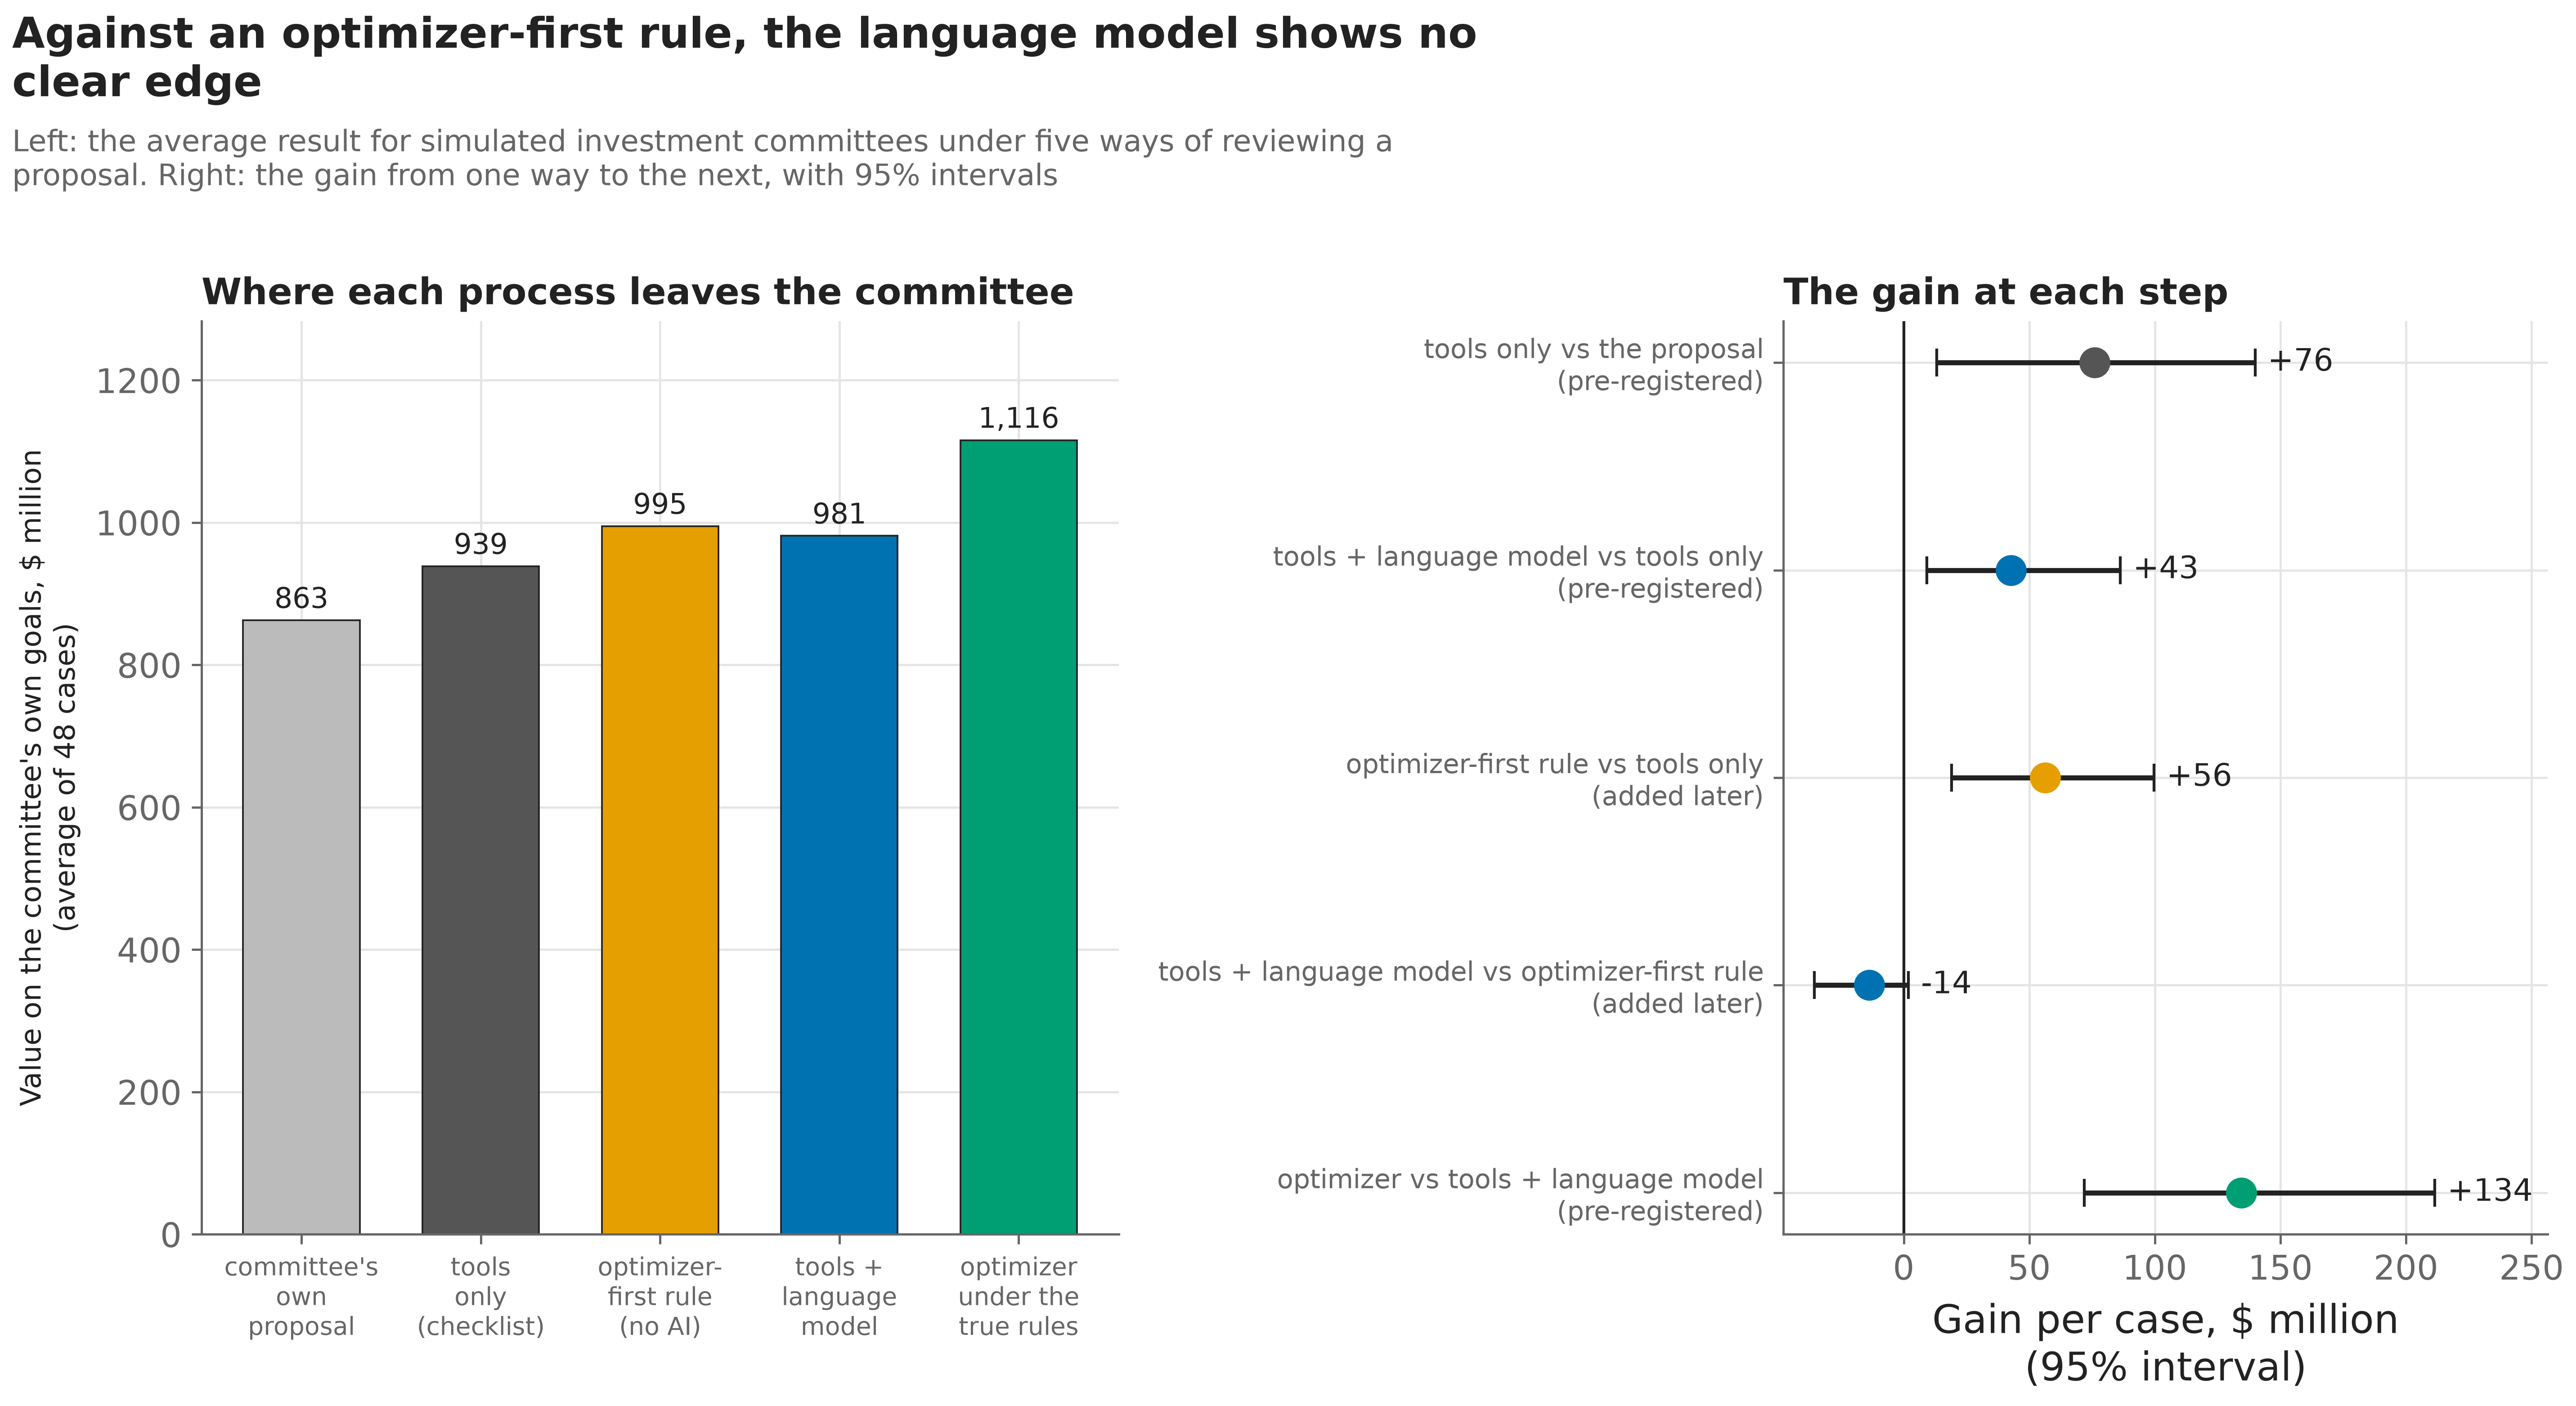 Against an optimizer-first rule, the language model shows no
clear edge
Left: the average result for simulated investment committees under five ways of reviewing a
proposal. Right: the gain from one way to the next, with 95% intervals
Where each process leaves the committee
Value on the committee's own goals, $ million
(average of 48 cases)
1200
1000
800
600
400
200
0
863
939
995
981
1,116
committee's
own
proposal
tools
only
(checklist)
optimizer-
first rule
(no AI)
tools +
language
model
optimizer
under the
true rules
The gain at each step
tools only vs the proposal
(pre-registered)
+76
tools + language model vs tools only
(pre-registered)
+43
optimizer-first rule vs tools only
(added later)
+56
tools + language model vs optimizer-first rule
(added later)
-14
optimizer vs tools + language model
(pre-registered)
+134
0
50
100
150
200
250
Gain per case, $ million
(95% interval)